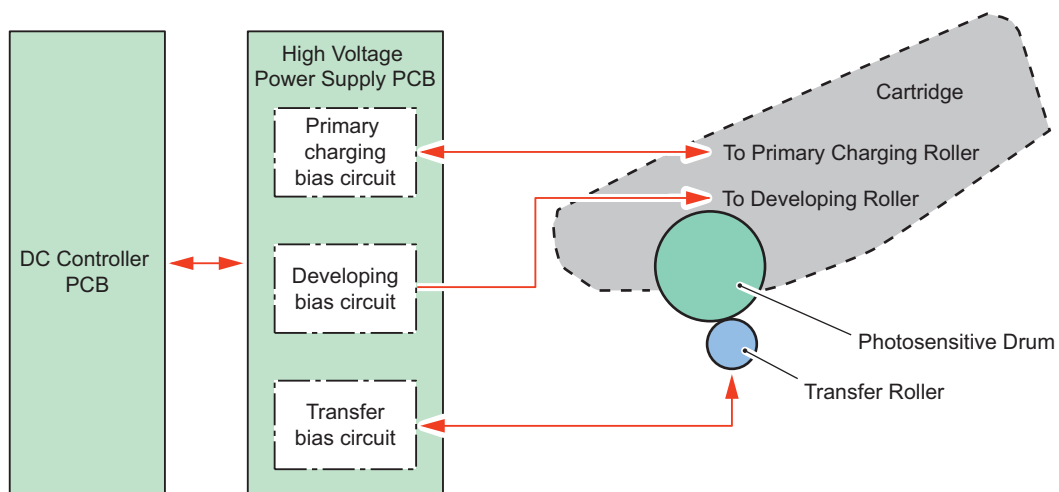 DC Controller
PCB
High Voltage
Power Supply PCB
Primary
charging
bias circuit
Developing
bias circuit
Transfer
bias circuit
Cartridge
To Primary Charging Roller
To Developing Roller
Photosensitive Drum
Transfer Roller